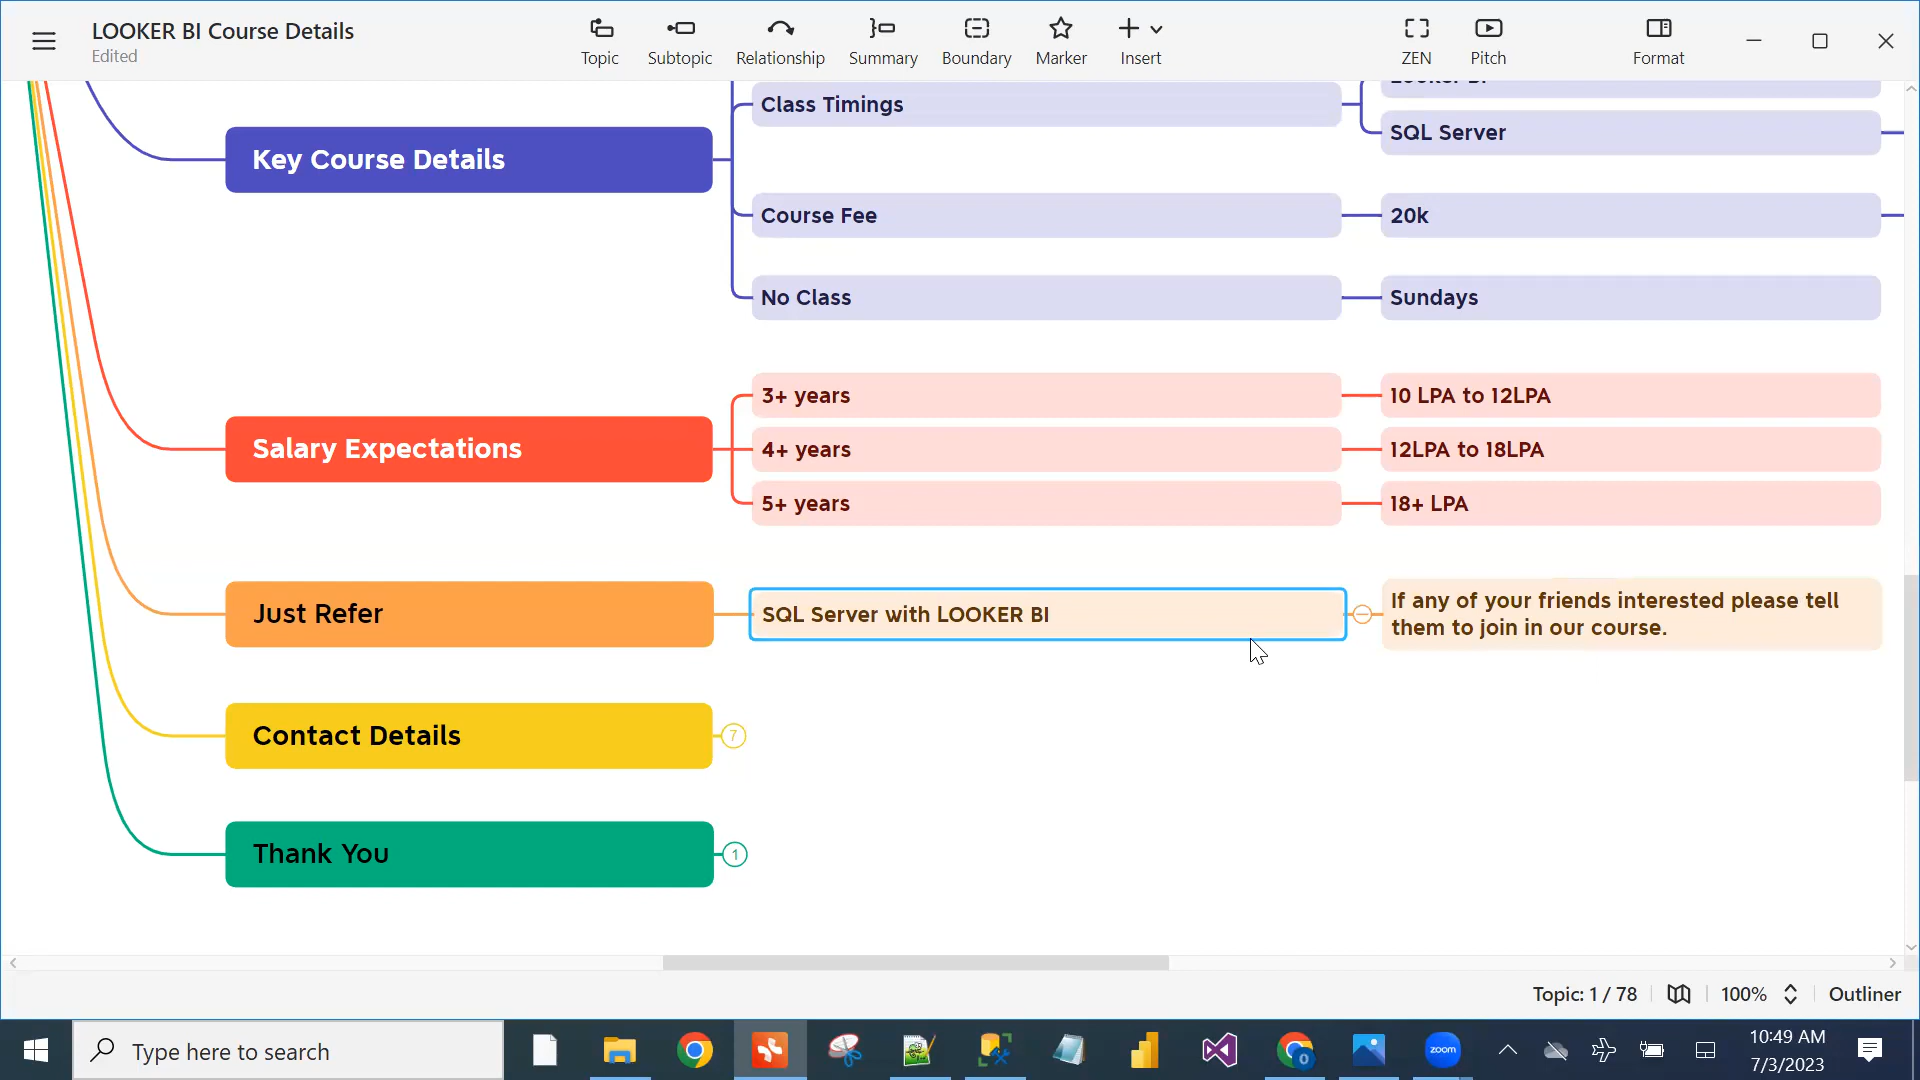 LOOKER BI Course Details
Edited
Topic
Subtopic
Relationship
Summary
Boundary
Marker
Insert
ZEN
Pitch
Format
Class Timings
SQL Server
Key Course Details
Course Fee
20k
No Class
Sundays
3+ years
10 LPA to 12LPA
Salary Expectations
4+ years
12LPA to 18LPA
5+ years
18+ LPA
Just Refer
SQL Server with LOOKER BI
If any of your friends interested please tell
them to join in our course.
Contact Details
7
Thank You
1
Topic: 1 / 78
100%
Outliner
Type here to search
zoom
10:49 AM
7/3/2023